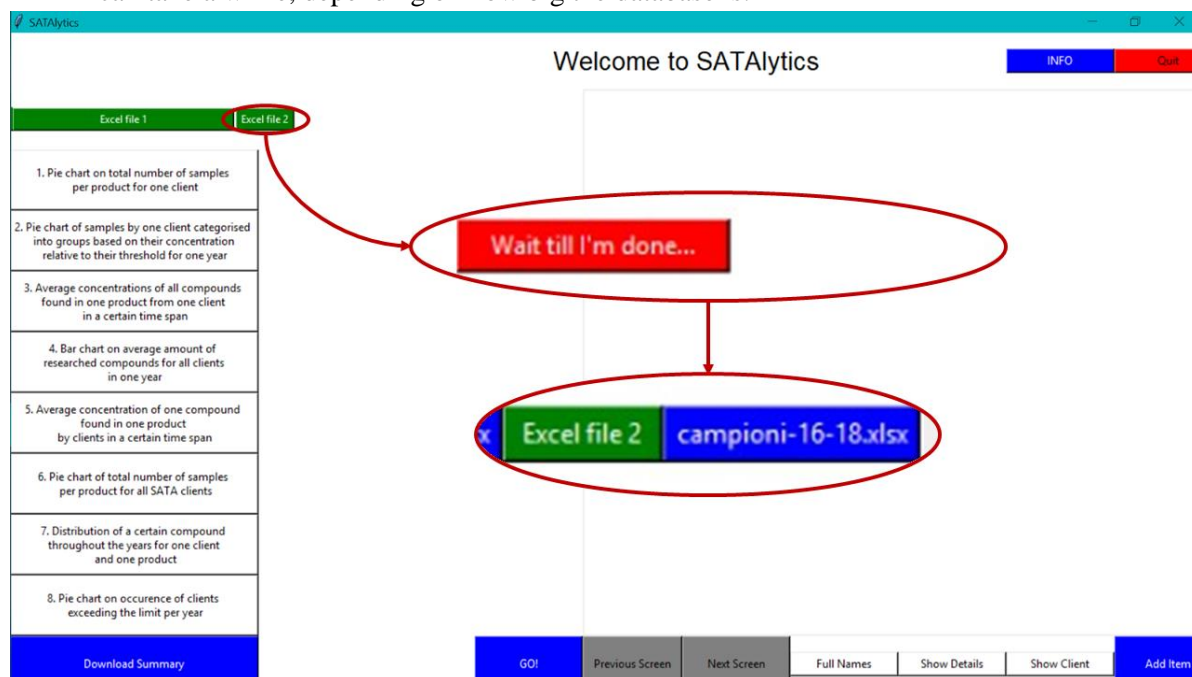 SATAlytics
Welcome to SATAlytics
INFO
Quit
Excel file 1
Excel file 2
1. Pie chart on total number of samples
per product for one client
2. Pie chart of samples by one client categorised
into groups based on their concentration
relative to their threshold for one year
3. Average concentrations of all compounds
found in one product from one client
in a certain time span
4. Bar chart on average amount of
researched compounds for all clients
in one year
5. Average concentration of one compound
found in one product
by clients in a certain time span
6. Pie chart of total number of samples
per product for all SATA clients
7. Distribution of a certain compound
throughout the years for one client
and one product
8. Pie chart on occurence of clients
exceeding the limit per year
Download Summary
Wait till I'm done...
x Excel file 2 campioni-16-18.xlsx
GO!
Previous Screen
Next Screen
Full Names
Show Details
Show Client
Add Item